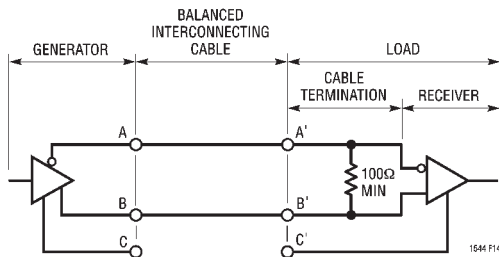 BALANCED
INTERCONNECTING
CABLE
GENERATOR
LOAD
CABLE
TERMINATION
RECEIVER
A
A'
100Ω
MIN
B
B'
C
C'
1544 F14